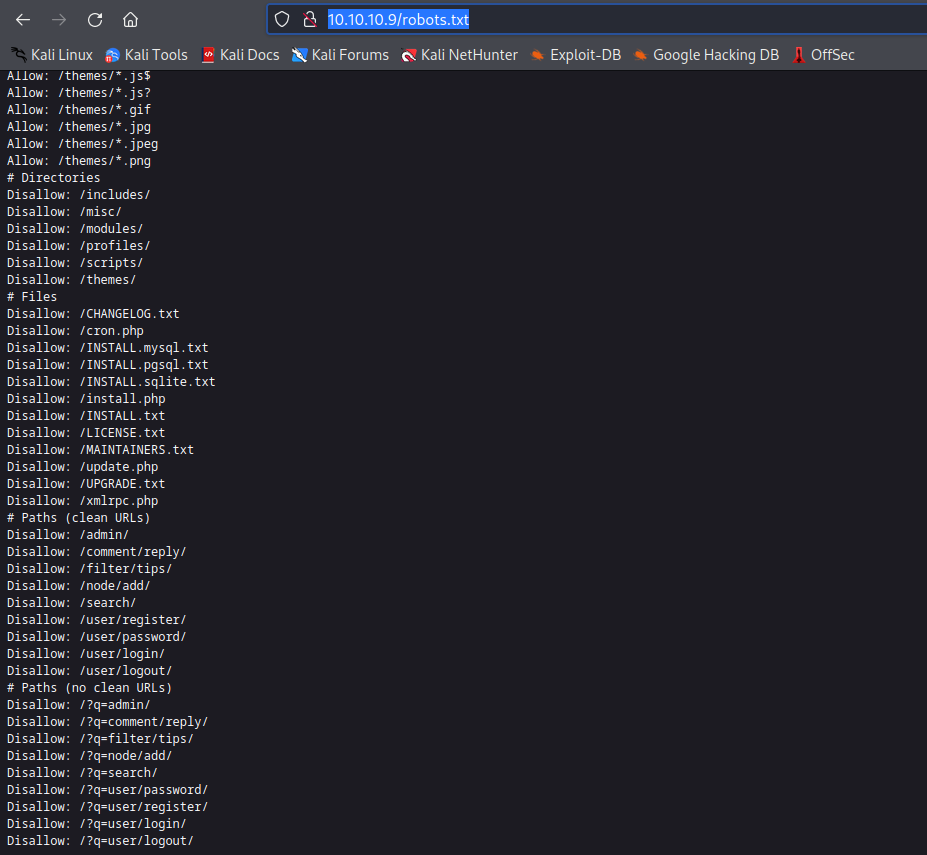 10.10.10.9/robots.txt
Kali Linux Kali Tools Kali Docs Kali Forums Kali NetHunter Exploit-DB Google Hacking DB OffSec
Allow: /themes/*.js$
Allow: /themes/*.js?
Allow: /themes/*.gif
Allow: /themes/*.jpg
Allow: /themes/*.jpeg
Allow: /themes/*.png
# Directories
Disallow: /includes/
Disallow: /misc/
Disallow: /modules/
Disallow: /profiles/
Disallow: /scripts/
Disallow: /themes/
# Files
Disallow: /CHANGELOG.txt
Disallow: /cron.php
Disallow: /INSTALL.mysql.txt
Disallow: /INSTALL.pgsql.txt
Disallow: /INSTALL.sqlite.txt
Disallow: /install.php
Disallow: /INSTALL.txt
Disallow: /LICENSE.txt
Disallow: /MAINTAINERS.txt
Disallow: /update.php
Disallow: /UPGRADE.txt
Disallow: /xmlrpc.php
# Paths (clean URLs)
Disallow: /admin/
Disallow: /comment/reply/
Disallow: /filter/tips/
Disallow: /node/add/
Disallow: /search/
Disallow: /user/register/
Disallow: /user/password/
Disallow: /user/login/
Disallow: /user/logout/
# Paths (no clean URLs)
Disallow: /?q=admin/
Disallow: /?q=comment/reply/
Disallow: /?q=filter/tips/
Disallow: /?q=node/add/
Disallow: /?q=search/
Disallow: /?q=user/password/
Disallow: /?q=user/register/
Disallow: /?q=user/login/
Disallow: /?q=user/logout/